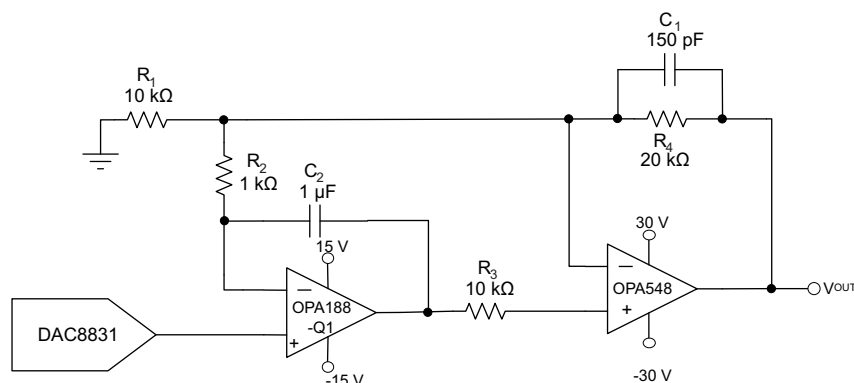 C1
150 pF
R1
10 kΩ
R4
20 kΩ
R2
1 kΩ
C2
1 µF
15 V
30 V
R3
10 kΩ
−
OPA188
-Q1
+
−
OPA548
+
VOUT
DAC8831
-15 V
-30 V